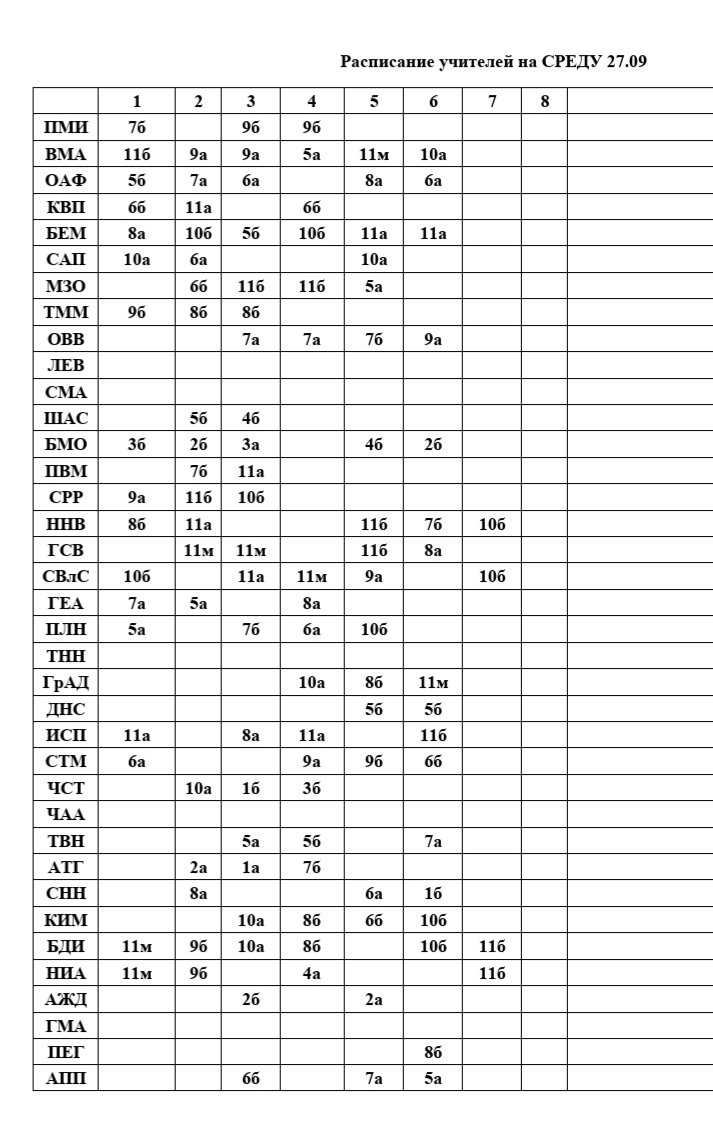 Расписание учителей на СРЕДУ 27.09
1 2 3 4 5 6 7 8
ПМИ 7б 9б 9б
ВМА 11б 9а 9а 5а 11м 10а
ОАФ 5б 7а 6а 8а 6а
КВП 6б 11а 6б
БЕМ 8а 10б 5б 10б 11а 11а
САП 10а 6а 10а
МЗО 6б 11б 11б 5а
ТММ 9б 8б 8б
ОВВ 7а 7а 7б 9а
ЛЕВ
СМА
ШАС 5б 4б
БМО 3б 2б 3а 4б 2б
ПВМ 7б 11а
СРР 9а 11б 10б
ННВ 8б 11а 11б 7б 10б
ГСВ 11м 11м 11б 8а
СВлС 10б 11а 11м 9а 10б
ГЕА 7а 5а 8а
ПЛН 5а 7б 6а 10б
ТНН
ГрАД 10а 8б 11м
ДНС 5б 5б
ИСП 11а 8а 11а 11б
СТМ 6а 9а 9б 6б
ЧСТ 10а 1б 3б
ЧАА
ТВН 5а 5б 7а
АТГ 2а 1а 7б
СНН 8а 6а 1б
КИМ 10а 8б 6б 10б
БДИ 11м 9б 10а 8б 10б 11б
НИА 11м 9б 4а 11б
АЖД 2б 2а
ГМА
ПЕГ 8б
АПП 6б 7а 5а